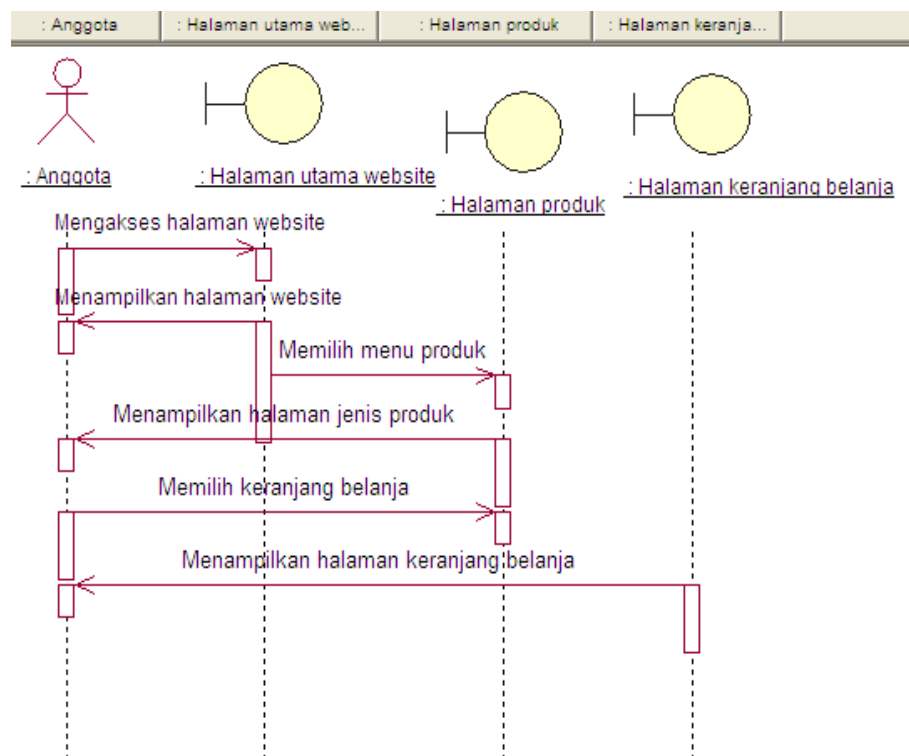 : Anggota
: Halaman utama web...
: Halaman produk
: Halaman keranja...
: Anggota
: Halaman utama website
: Halaman produk
: Halaman keranjang belanja
Mengakses halaman website
Menampilkan halaman website
Memilih menu produk
Menampilkan halaman jenis produk
Memilih keranjang belanja
Menampilkan halaman keranjang belanja